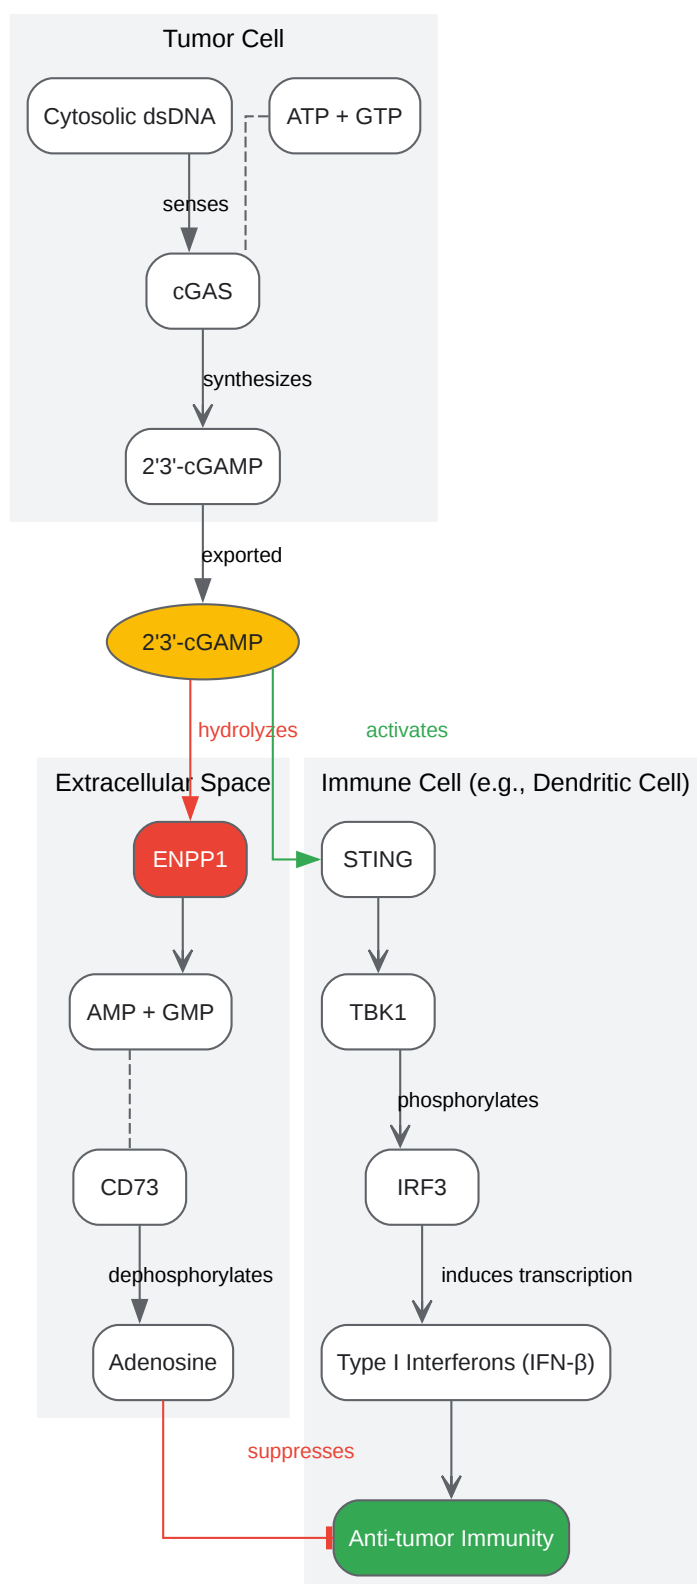 Tumor Cell
Cytosolic dsDNA
ATP + GTP
senses
cGAS
synthesizes
2'3'-cGAMP
exported
2'3'-cGAMP
hydrolyzes
activates
Extracellular Space
Immune Cell (e.g., Dendritic Cell)
ENPP1
STING
AMP + GMP
TBK1
phosphorylates
CD73
IRF3
dephosphorylates
induces transcription
Adenosine
Type I Interferons (IFN-β)
suppresses
Anti-tumor Immunity